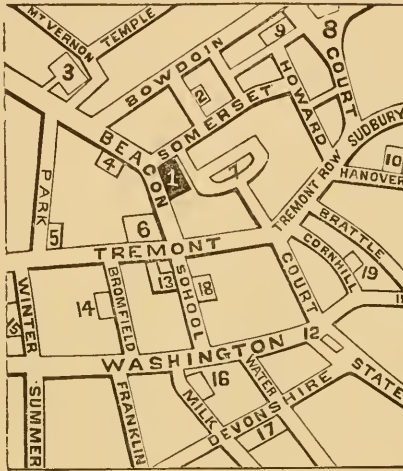 MT VERNON
TEMPLE
BOWDOIN
9
8
COURT
3
2
SOMERSET
HOWARD
SUDBURY
BEACON
4
1
7
TREMONT ROW
10
HANOVER
PARK
5
6
TREMONT
BRATTLE
CORNHILL
19
COURT
WINTER
BROMFIELD
13
SCHOOL
18
14
15
WASHINGTON
12
SUMMER
FRANKLIN
16
MILK
WATER
DEVONSHIRE
STATE
17